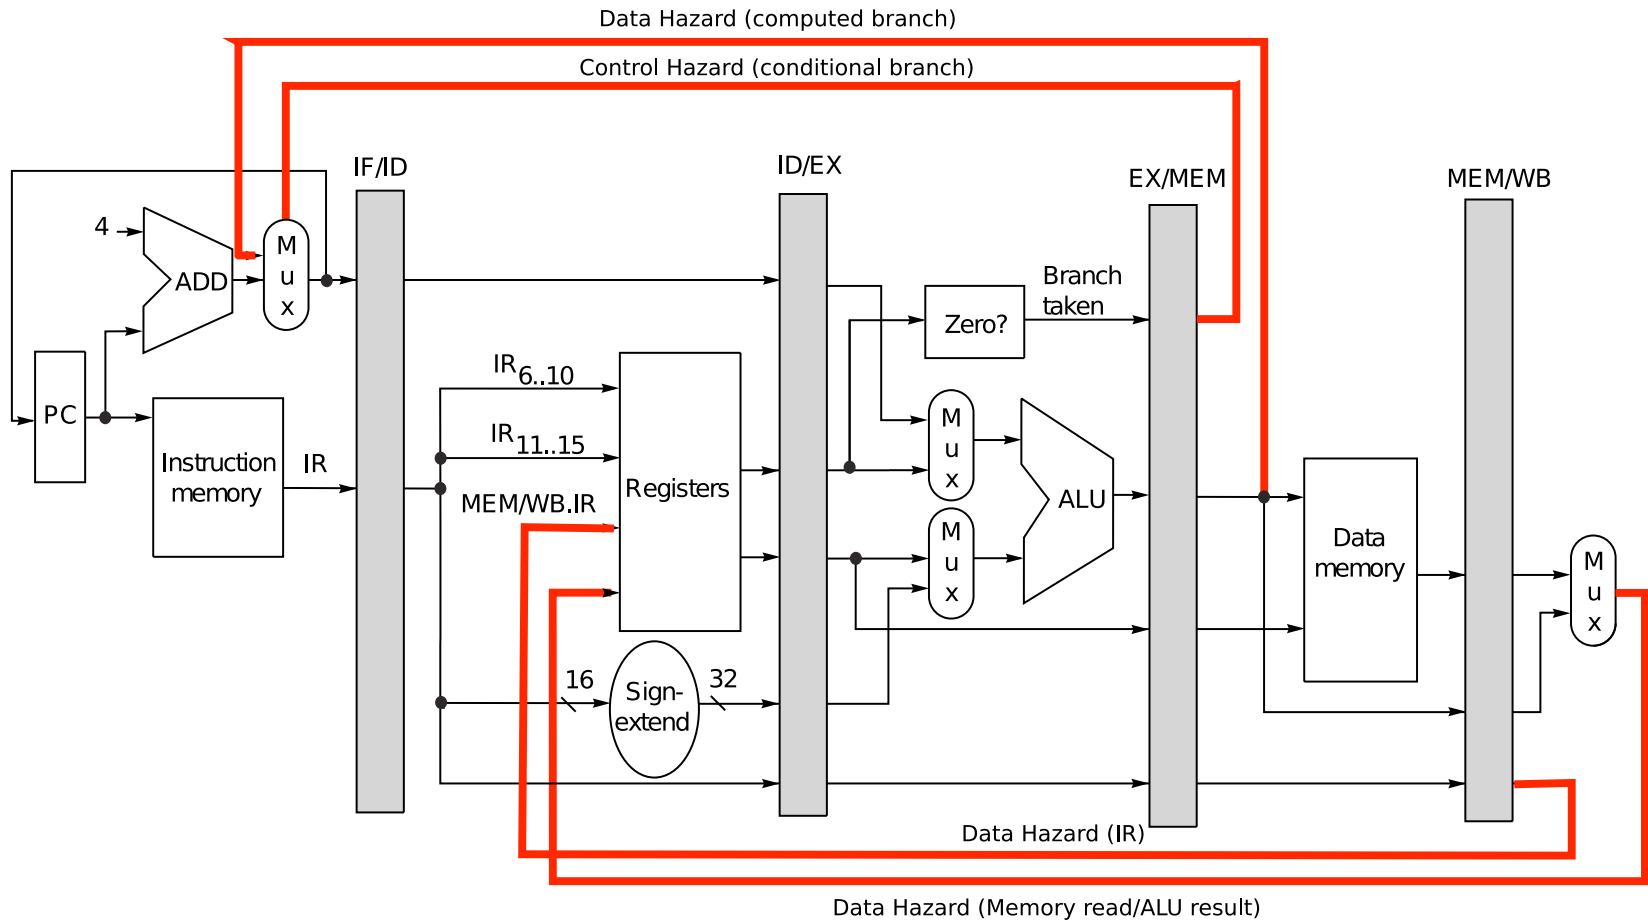 Data Hazard (computed branch)
Control Hazard (conditional branch)
IF/ID
ID/EX
EX/MEM
MEM/WB
4
ADD
M
u
x
Branch
taken
Zero?
PC
Instruction
memory
IR
IR6..10
IR11..15
MEM/WB.IR
Registers
M
u
x
M
u
x
ALU
Data
memory
M
u
x
16
Sign-
extend
32
Data Hazard (IR)
Data Hazard (Memory read/ALU result)